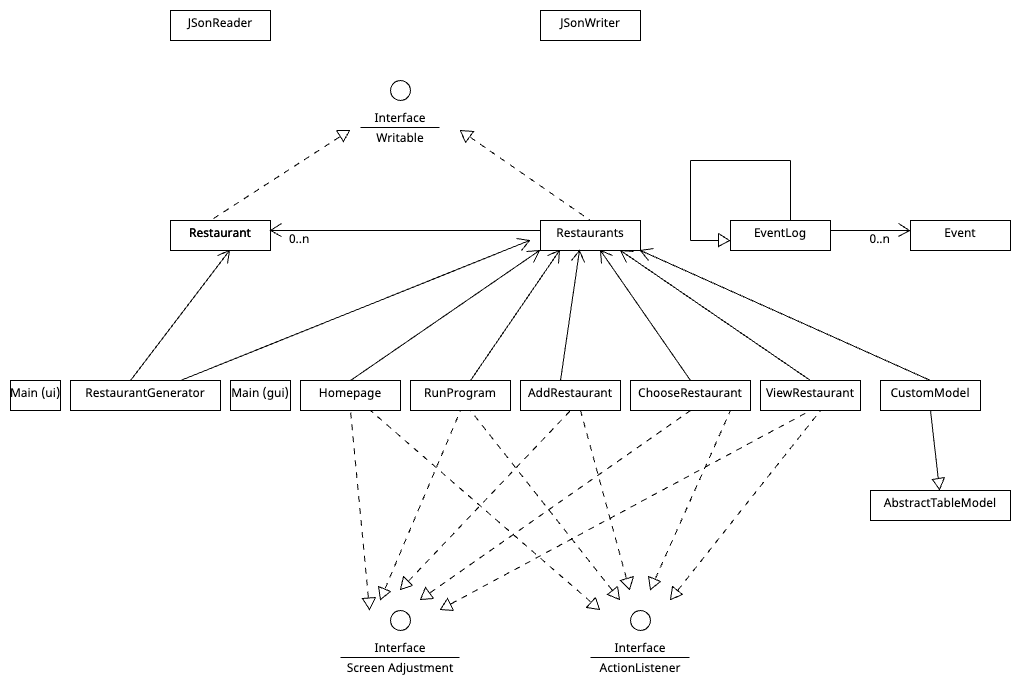 JSonReader
JSonWriter
Interface
Writable
Restaurant
0..n
Restaurants
EventLog
0..n
Event
Main (ui)
RestaurantGenerator
Main (gui)
Homepage
RunProgram
AddRestaurant
ChooseRestaurant
ViewRestaurant
CustomModel
AbstractTableModel
Interface
Screen Adjustment
Interface
ActionListener